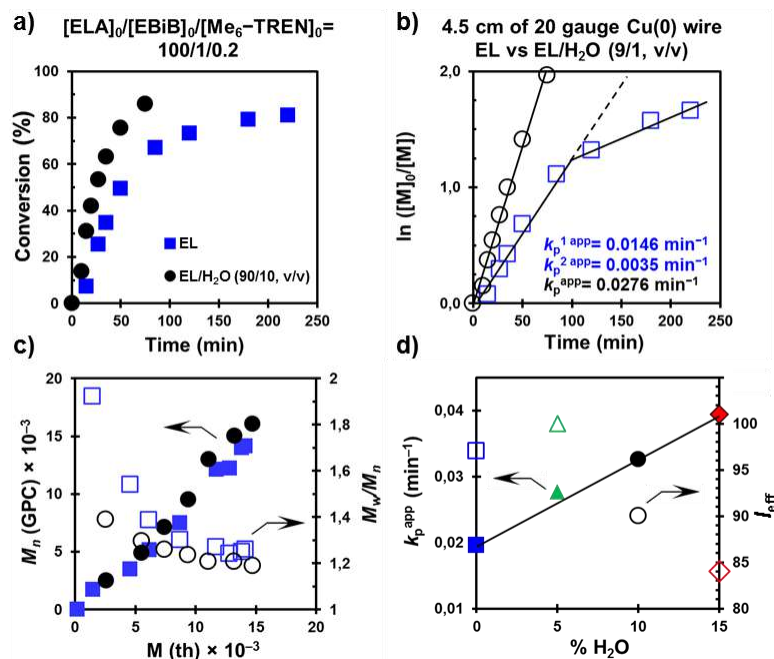 a)
[ELA]₀/[EBiB]₀/[Me₆–TREN]₀=
100/1/0.2
100
80
60
40
20
0
Conversion (%)
EL
EL/H₂O (90/10, v/v)
0 50 100 150 200 250
Time (min)
b)
4.5 cm of 20 gauge Cu(0) wire
EL vs EL/H₂O (9/1, v/v)
2,0
1,0
0,0
ln ([M]₀/[M])
kₚ¹ ᵃᵖᵖ= 0.0146 min⁻¹
kₚ² ᵃᵖᵖ= 0.0035 min⁻¹
kₚᵃᵖᵖ= 0.0276 min⁻¹
0 50 100 150 200 250
Time (min)
c)
20
15
10
5
0
Mₙ (GPC) × 10⁻³
2
1,8
1,6
1,4
1,2
1
M_w/Mₙ
0 5 10 15 20
M (th) × 10⁻³
d)
0,04
0,03
0,02
0,01
kₚᵃᵖᵖ (min⁻¹)
100
95
90
85
80
I_eff
0 5 10 15
% H₂O